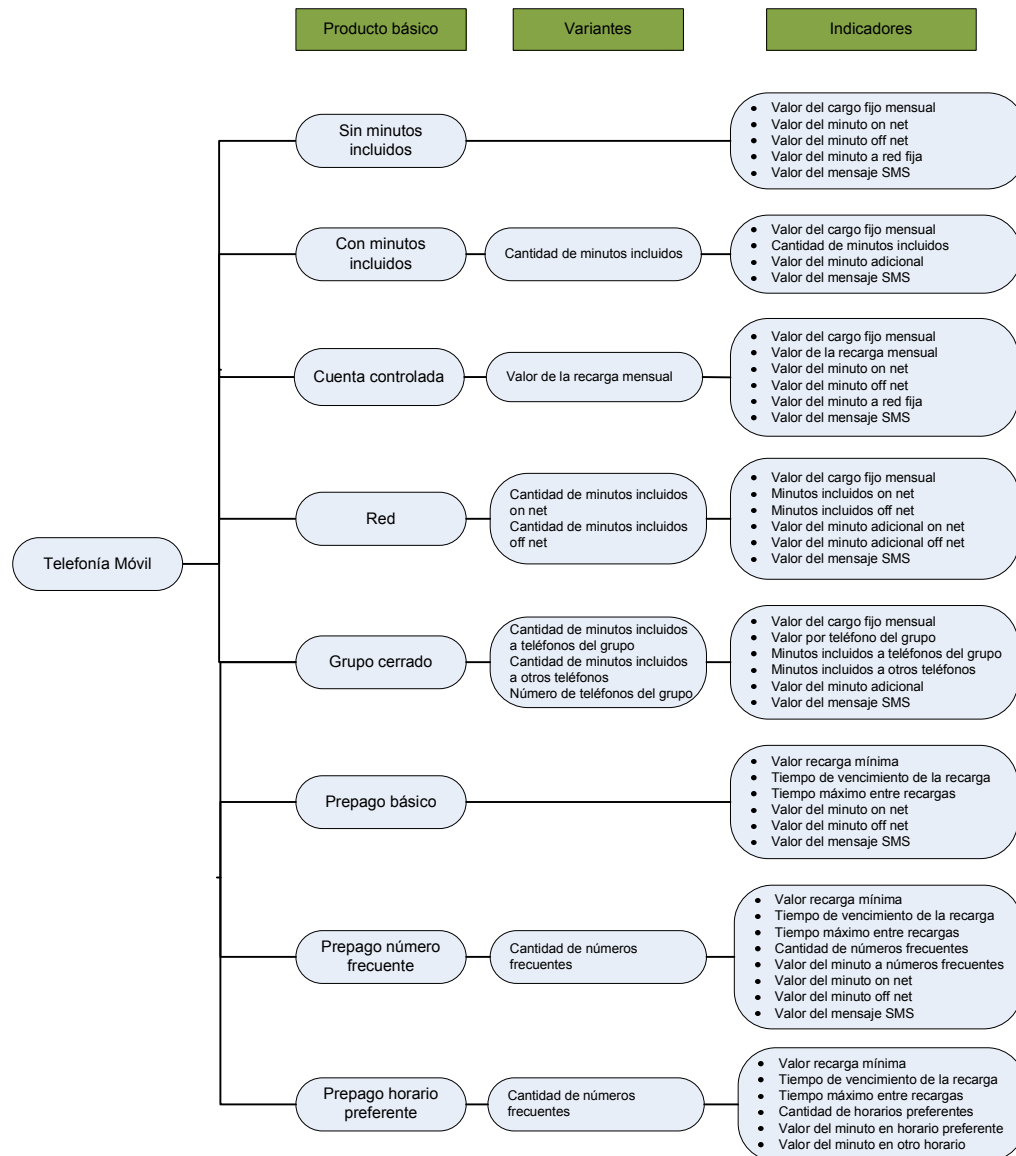 Producto básico
Variantes
Indicadores
Telefonía Móvil
Sin minutos
incluidos
• Valor del cargo fijo mensual
• Valor del minuto on net
• Valor del minuto off net
• Valor del minuto a red fija
• Valor del mensaje SMS
Con minutos
incluidos
Cantidad de minutos incluidos
• Valor del cargo fijo mensual
• Cantidad de minutos incluidos
• Valor del minuto adicional
• Valor del mensaje SMS
Cuenta controlada
Valor de la recarga mensual
• Valor del cargo fijo mensual
• Valor de la recarga mensual
• Valor del minuto on net
• Valor del minuto off net
• Valor del minuto a red fija
• Valor del mensaje SMS
Red
Cantidad de minutos incluidos
on net
Cantidad de minutos incluidos
off net
• Valor del cargo fijo mensual
• Minutos incluidos on net
• Minutos incluidos off net
• Valor del minuto adicional on net
• Valor del minuto adicional off net
• Valor del mensaje SMS
Grupo cerrado
Cantidad de minutos incluidos
a teléfonos del grupo
Cantidad de minutos incluidos
a otros teléfonos
Número de teléfonos del grupo
• Valor del cargo fijo mensual
• Valor por teléfono del grupo
• Minutos incluidos a teléfonos del grupo
• Minutos incluidos a otros teléfonos
• Valor del minuto adicional
• Valor del mensaje SMS
Prepago básico
• Valor recarga mínima
• Tiempo de vencimiento de la recarga
• Tiempo máximo entre recargas
• Valor del minuto on net
• Valor del minuto off net
• Valor del mensaje SMS
Prepago número
frecuente
Cantidad de números
frecuentes
• Valor recarga mínima
• Tiempo de vencimiento de la recarga
• Tiempo máximo entre recargas
• Cantidad de números frecuentes
• Valor del minuto a números frecuentes
• Valor del minuto on net
• Valor del minuto off net
• Valor del mensaje SMS
Prepago horario
preferente
Cantidad de números
frecuentes
• Valor recarga mínima
• Tiempo de vencimiento de la recarga
• Tiempo máximo entre recargas
• Cantidad de horarios preferentes
• Valor del minuto en horario preferente
• Valor del minuto en otro horario